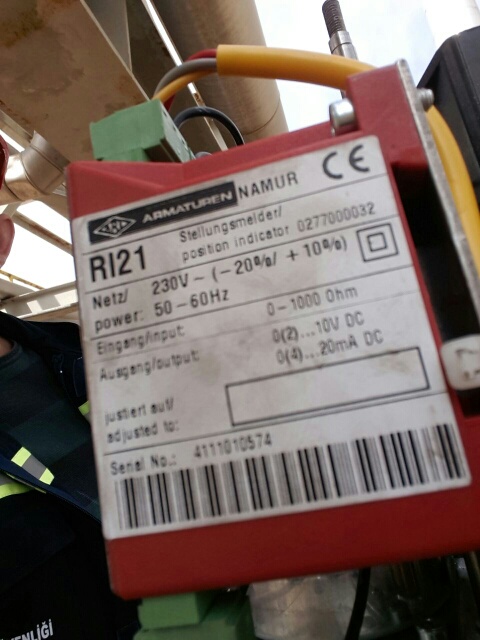 ARMATUREN NAMUR CE
RI21 Stellungsmelder/
position indicator 0277000032
Netz/ 230V~ (-20%/ +10%)
power: 50-60Hz
Eingang/input: 0-1000 Ohm
Ausgang/output: 0(2)...10V DC
0(4)...20mA DC
justiert auf/
adjusted to:
Serial No.: 4111010574